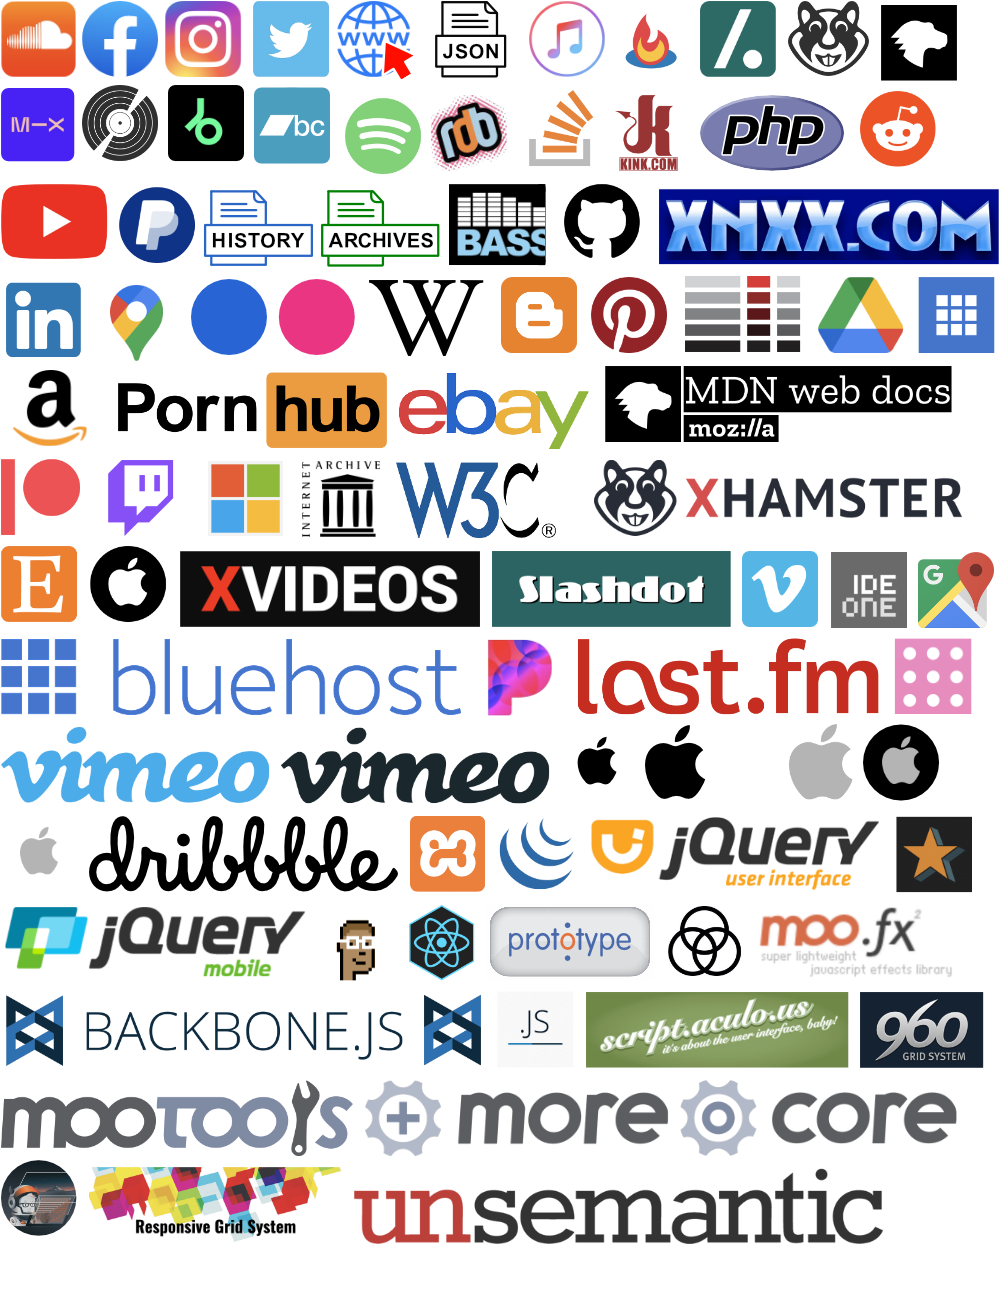 WWW JSON
M-X bc rdb KINK.COM php
HISTORY ARCHIVES BASS XNXX.COM
in W
a Porn hub ebay MDN web docs
moz://a
INTERNET ARCHIVE W3C® XHAMSTER
E XVIDEOS Slashdot IDE ONE G
bluehost last.fm
vimeo vimeo
dribbble jQuery
user interface
jQuery mobile prototype moo.fx²
super lightweight
javascript effects library
BACKBONE.JS .JS script.aculo.us
it's about the user interface, baby!
960
GRID SYSTEM
mootools more core
Responsive Grid System unsemantic